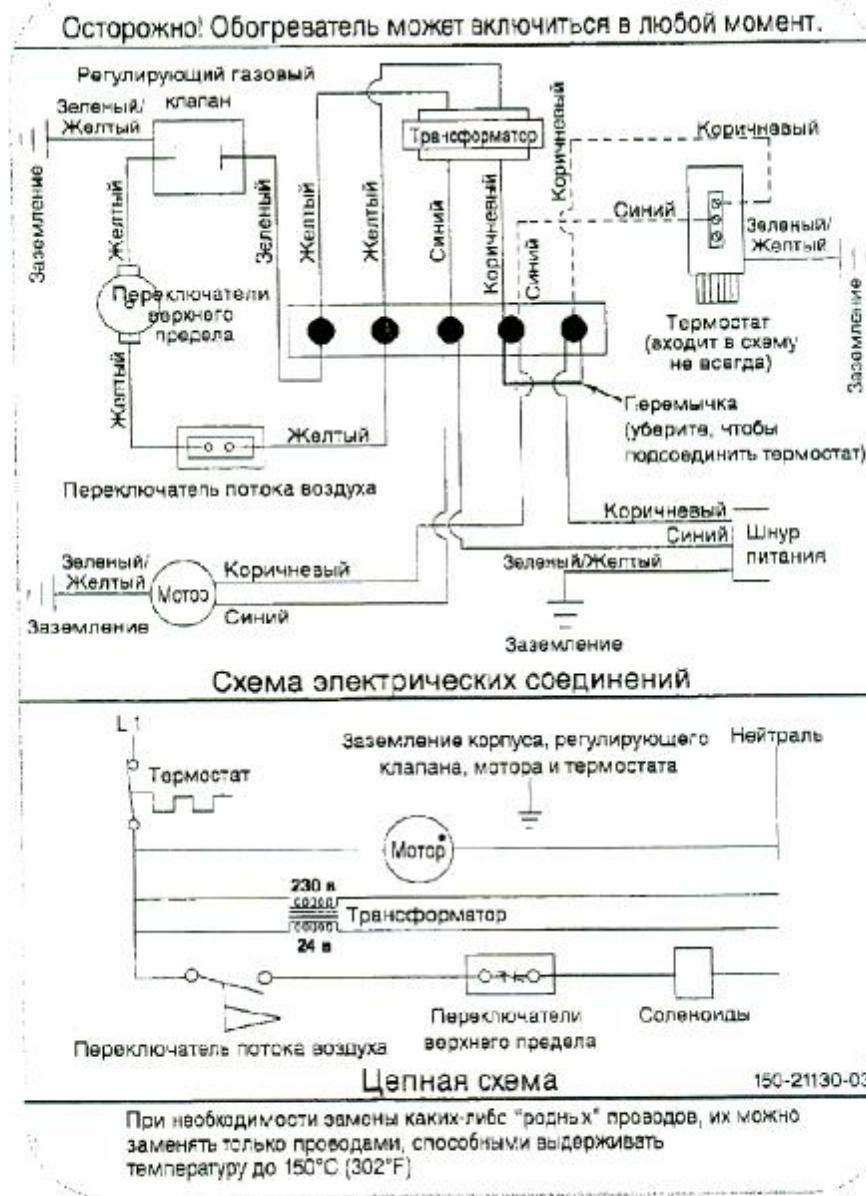 Осторожно! Обогреватель может включиться в любой момент.
Регулирующий газовый
клапан
Зеленый/
Желтый
Заземление
Желтый
Зеленый
Желтый
Желтый
Трансформатор
Синий
Коричневый
Синий
Коричневый
Коричневый
Синий
Зеленый/
Желтый
Заземление
Термостат
(входит в схему
не всегда)
Переключатели
верхнего
предела
Желтый
Желтый
Переключатель потока воздуха
Перемычка
(уберите, чтобы
подсоединить термостат)
Коричневый
Синий
Зеленый/Желтый
Шнур
питания
Заземление
Зеленый/
Желтый
Заземление
Мотор
Коричневый
Синий
Схема электрических соединений
L 1
Термостат
Заземление корпуса, регулирующего
клапана, мотора и термостата
Нейтраль
Мотор
230 в
Трансформатор
24 в
Переключатель потока воздуха
Переключатели
верхнего предела
Соленоиды
Цепная схема
150-21130-03
При необходимости замены каких-либо "родных" проводов, их можно
заменять только проводами, способными выдерживать
температуру до 150°C (302°F)